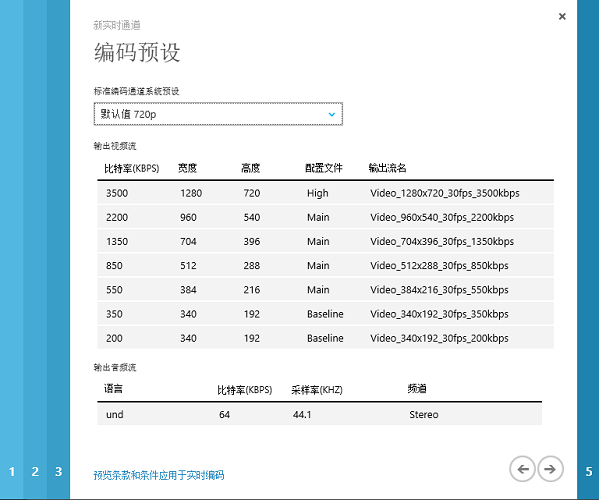 新实时通道
编码预设
标准编码通道系统预设
默认值 720p
输出视频流
比特率(KBPS) 宽度 高度 配置文件 输出流名
3500 1280 720 High Video_1280x720_30fps_3500kbps
2200 960 540 Main Video_960x540_30fps_2200kbps
1350 704 396 Main Video_704x396_30fps_1350kbps
850 512 288 Main Video_512x288_30fps_850kbps
550 384 216 Main Video_384x216_30fps_550kbps
350 340 192 Baseline Video_340x192_30fps_350kbps
200 340 192 Baseline Video_340x192_30fps_200kbps
输出音频流
语言 比特率(KBPS) 采样率(KHZ) 频道
und 64 44.1 Stereo
1 2 3 预览条款和条件应用于实时编码 5